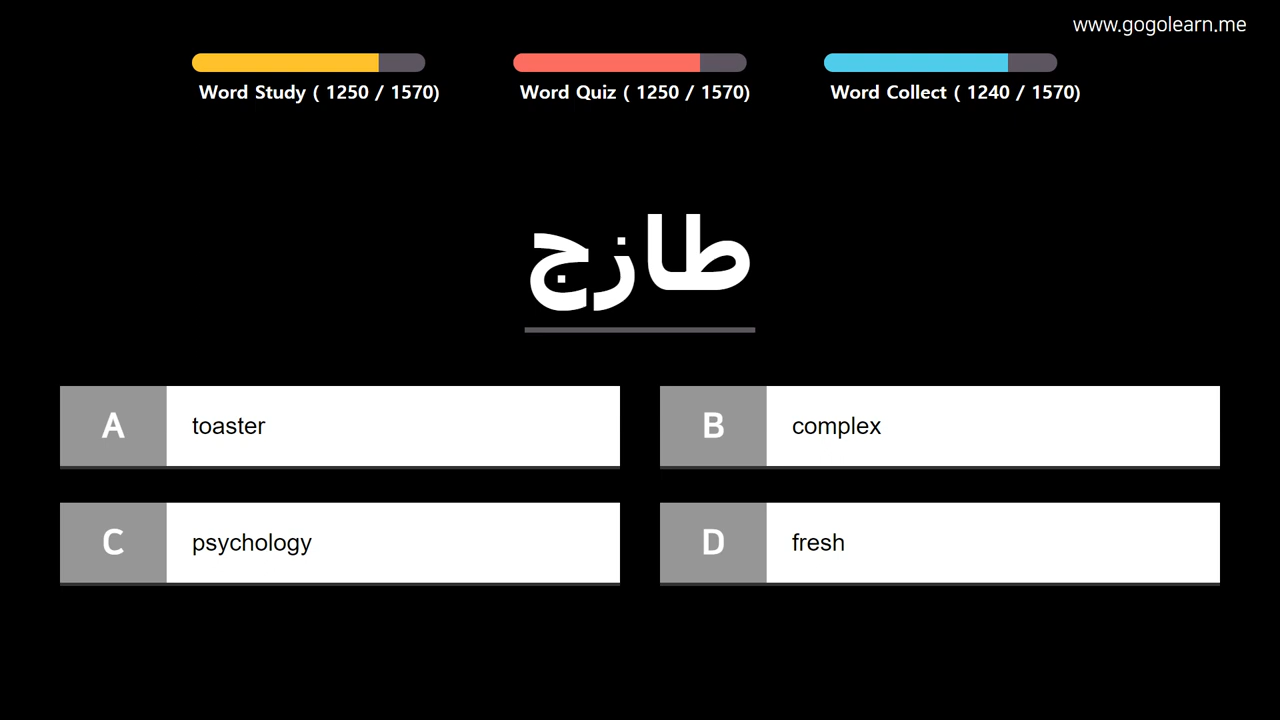 www.gogolearn.me
Word Study ( 1250 / 1570)
Word Quiz ( 1250 / 1570)
Word Collect ( 1240 / 1570)
طازج
A toaster
B complex
C psychology
D fresh